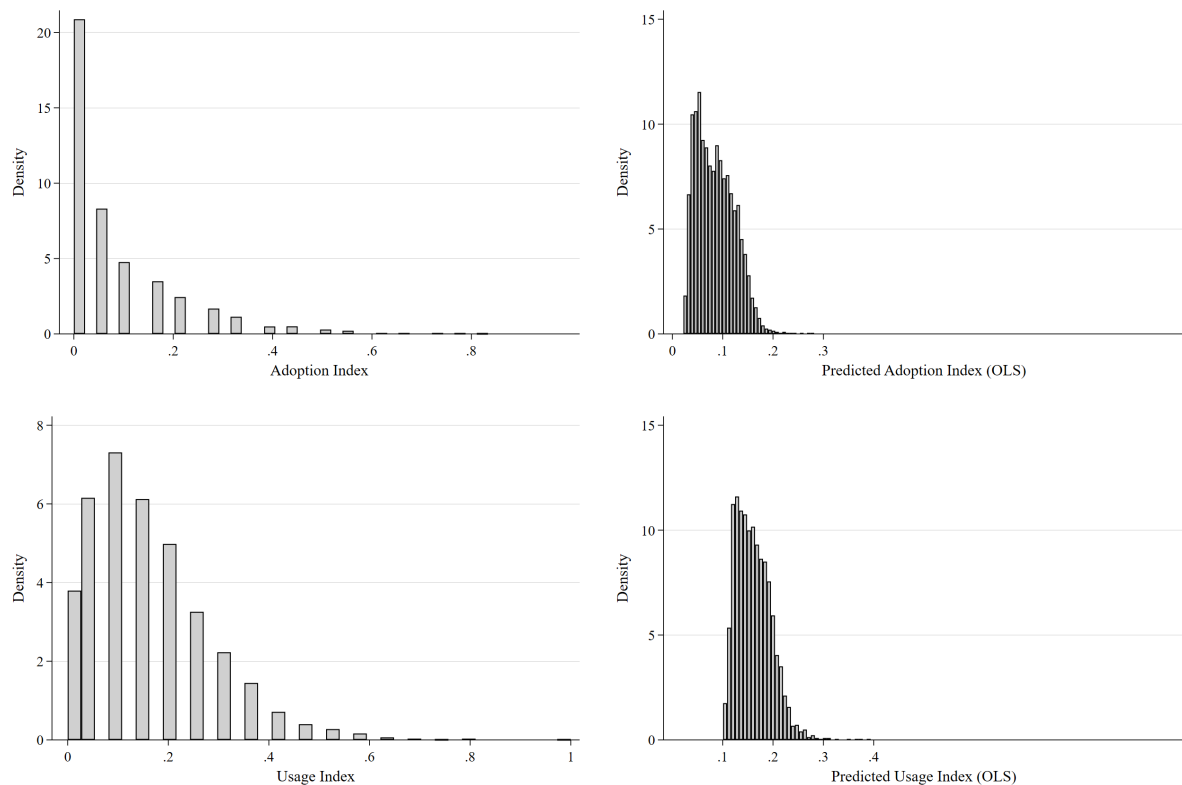 Density
20
15
10
5
0
0 .2 .4 .6 .8
Adoption Index
Density
15
10
5
0
0 .1 .2 .3
Predicted Adoption Index (OLS)
Density
8
6
4
2
0
0 .2 .4 .6 .8 1
Usage Index
Density
15
10
5
0
.1 .2 .3 .4
Predicted Usage Index (OLS)